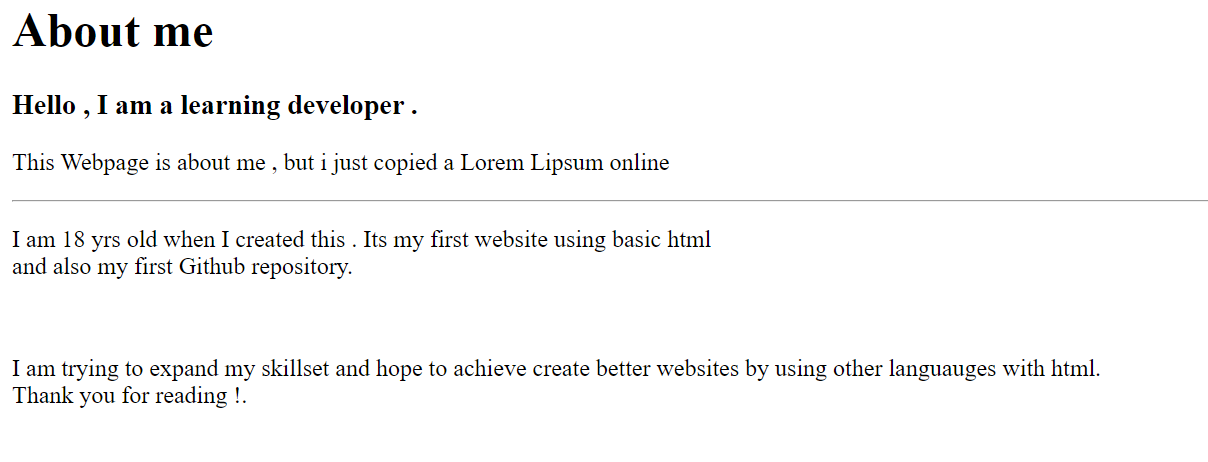 About me
Hello , I am a learning developer .
This Webpage is about me , but i just copied a Lorem Lipsum online
I am 18 yrs old when I created this . Its my first website using basic html
and also my first Github repository.
I am trying to expand my skillset and hope to achieve create better websites by using other languauges with html.
Thank you for reading !.